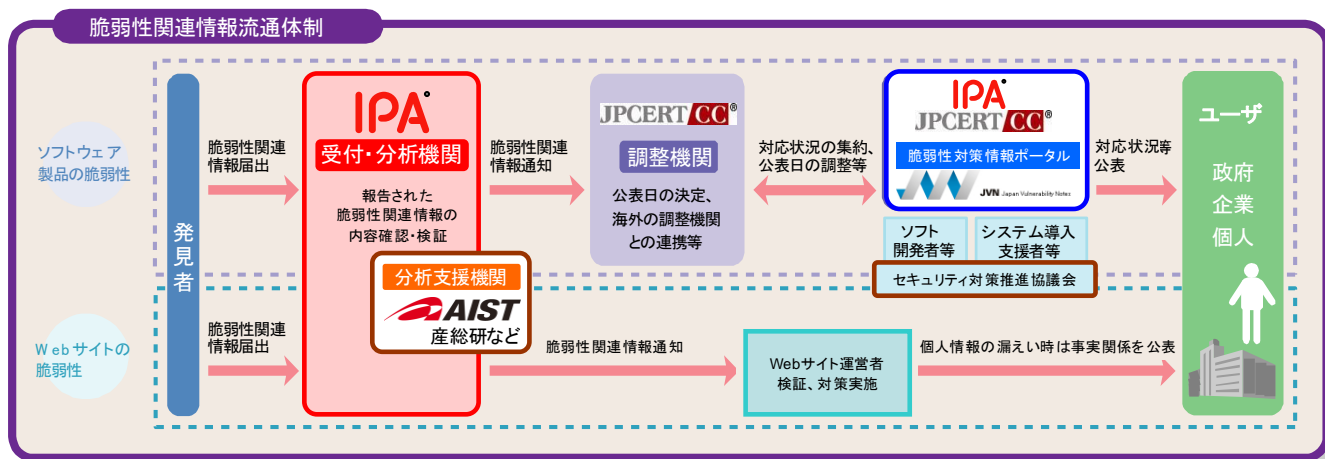 脆弱性関連情報流通体制
ソフトウェア
製品の脆弱性
Webサイトの
脆弱性
発見者
脆弱性関連
情報届出
脆弱性関連
情報届出
IPA
受付・分析機関
報告された
脆弱性関連情報の
内容確認・検証
分析支援機関
AIST
産総研など
脆弱性関連
情報通知
JPCERT CC®
調整機関
公表日の決定、
海外の調整機関
との連携等
対応状況の集約、
公表日の調整等
IPA
JPCERT CC®
脆弱性対策情報ポータル
JVN Japan Vulnerability Notes
ソフト
開発者等
システム導入
支援者等
セキュリティ対策推進協議会
対応状況等
公表
脆弱性関連情報通知
Webサイト運営者
検証、対策実施
個人情報の漏えい時は事実関係を公表
ユーザ
政府
企業
個人